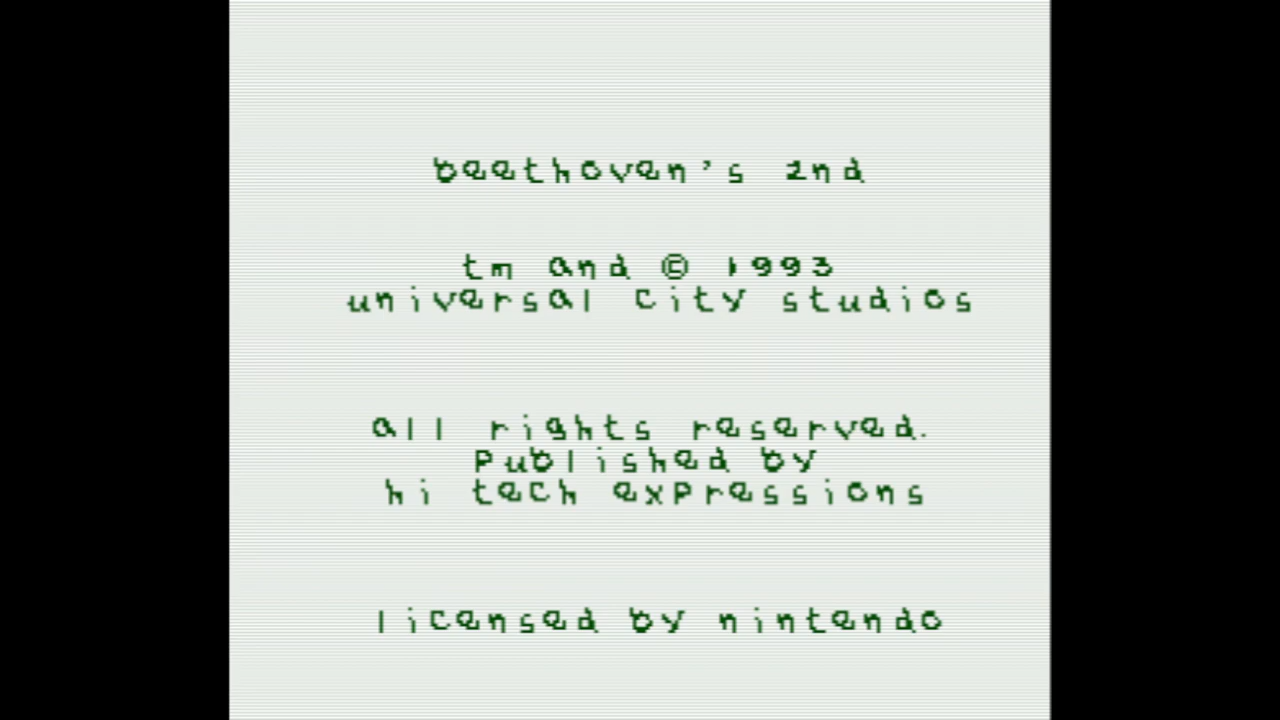 beethoven's 2nd
tm and © 1993
universal city studios
all rights reserved.
Published by
hi tech expressions
licensed by nintendo